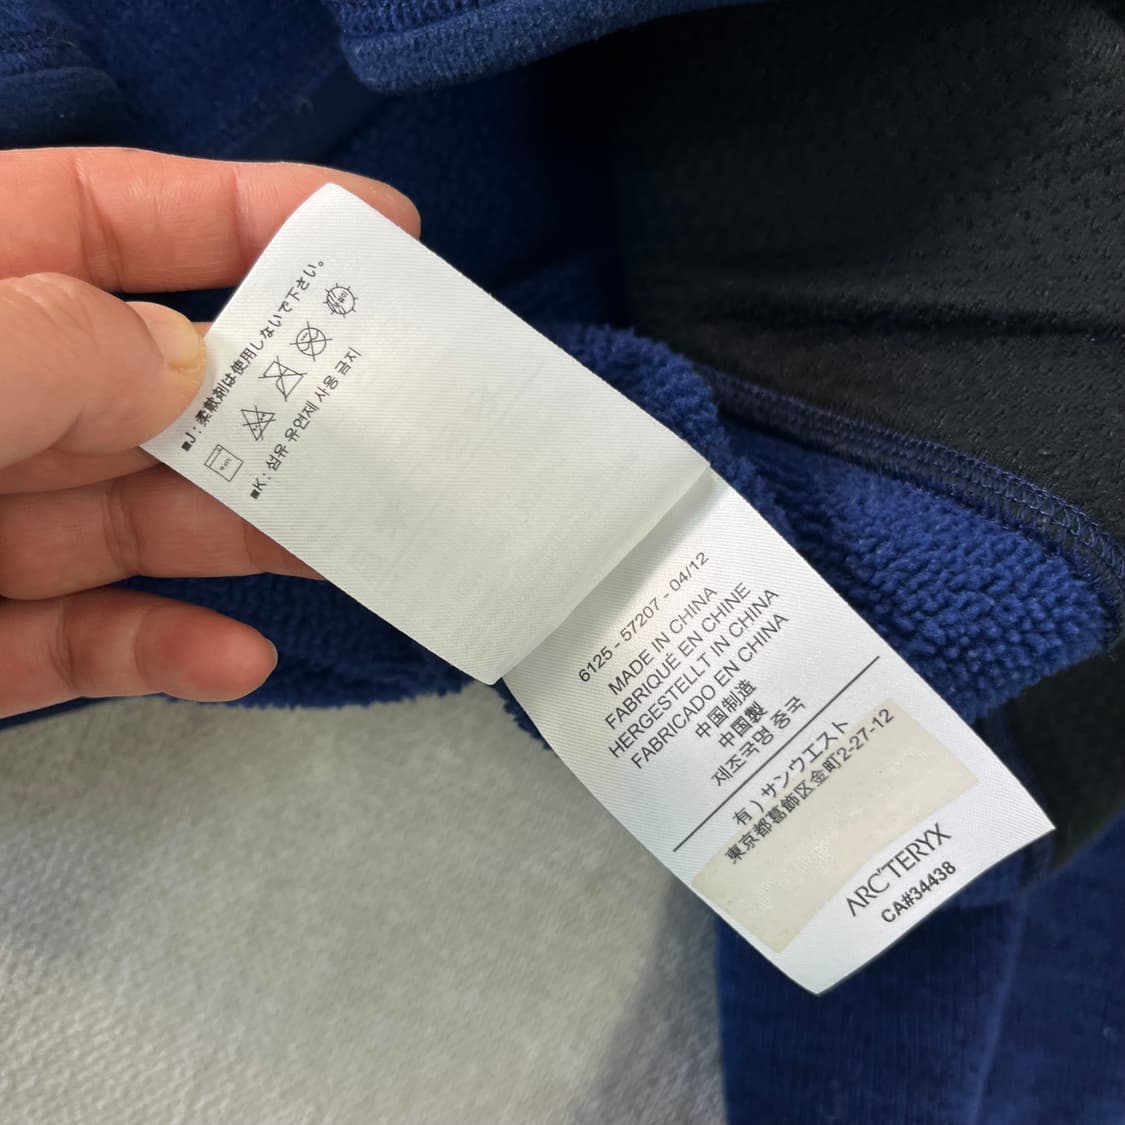 ■J：柔軟剤は使用しないで下さい。
■K：섬유 유연제 사용 금지
6125 - 57207 - 04/12
MADE IN CHINA
FABRIQUÉ EN CHINE
HERGESTELLT IN CHINA
FABRICADO EN CHINA
中国制造
中国製
제조국명 중국
有）サンウエスト
東京都葛飾区金町2-27-12
ARC'TERYX
CA#34438